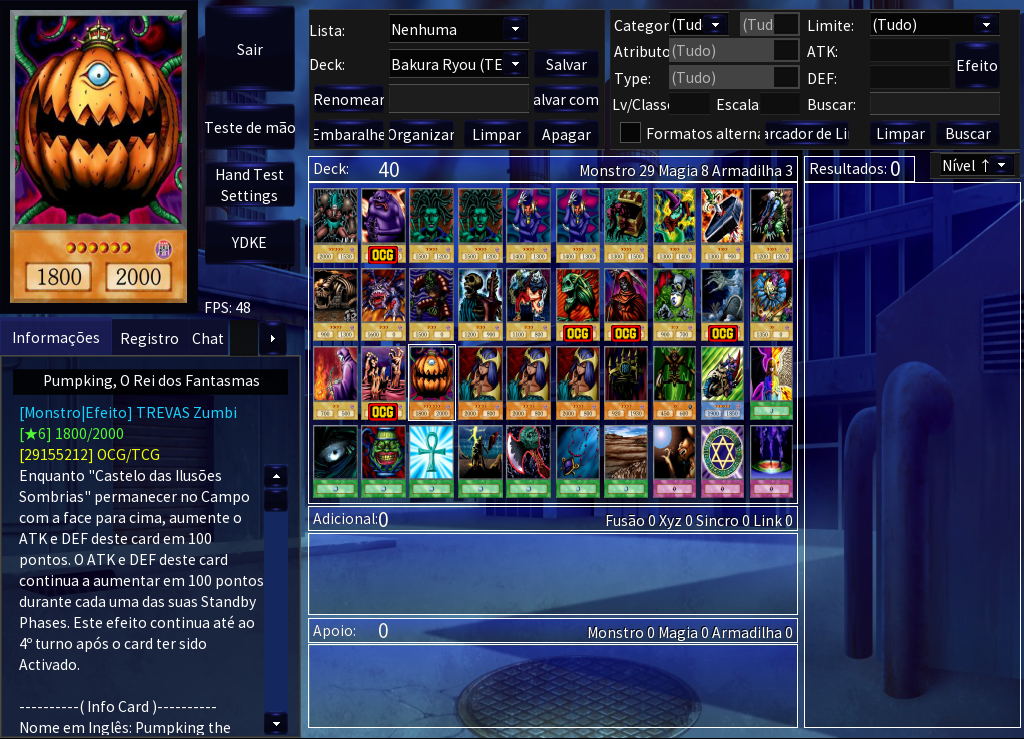 1800 2000
Sair
Teste de mão
Hand Test
Settings
YDKE
FPS: 48
Lista:
Nenhuma
Deck:
Bakura Ryou (TE
Salvar
Renomear
alvar com
Embaralhe
Organizar
Limpar
Apagar
Categor
(Tud
(Tud
Limite:
(Tudo)
Atributo
(Tudo)
ATK:
Efeito
Type:
(Tudo)
DEF:
Lv/Classe
Escala
Buscar:
Formatos alterna
arcador de Li
Limpar
Buscar
Deck: 40
Monstro 29 Magia 8 Armadilha 3
Resultados: 0
Nível ↑
OCG
OCG
OCG
OCG
OCG
Adicional: 0
Fusão 0 Xyz 0 Sincro 0 Link 0
Apoio: 0
Monstro 0 Magia 0 Armadilha 0
Informações
Registro
Chat
Pumpking, O Rei dos Fantasmas
[Monstro|Efeito] TREVAS Zumbi
[★6] 1800/2000
[29155212] OCG/TCG
Enquanto "Castelo das Ilusões
Sombrias" permanecer no Campo
com a face para cima, aumente o
ATK e DEF deste card em 100
pontos. O ATK e DEF deste card
continua a aumentar em 100 pontos
durante cada uma das suas Standby
Phases. Este efeito continua até ao
4º turno após o card ter sido
Activado.
----------( Info Card )----------
Nome em Inglês: Pumpking the